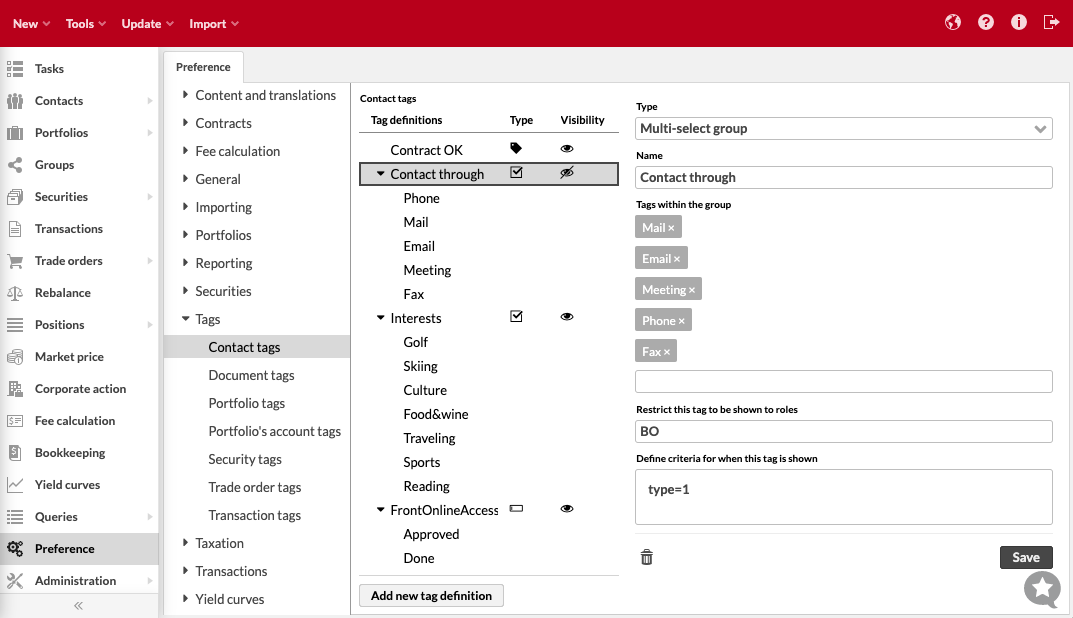 New Tools Update Import
Tasks
Contacts
Portfolios
Groups
Securities
Transactions
Trade orders
Rebalance
Positions
Market price
Corporate action
Fee calculation
Bookkeeping
Yield curves
Queries
Preference
Administration
«
Preference
Content and translations
Contracts
Fee calculation
General
Importing
Portfolios
Reporting
Securities
Tags
Contact tags
Document tags
Portfolio tags
Portfolio's account tags
Security tags
Trade order tags
Transaction tags
Taxation
Transactions
Yield curves
Contact tags
Tag definitions Type Visibility
Contract OK
Contact through
Phone
Mail
Email
Meeting
Fax
Interests
Golf
Skiing
Culture
Food&wine
Traveling
Sports
Reading
FrontOnlineAccess
Approved
Done
Add new tag definition
Type
Multi-select group
Name
Contact through
Tags within the group
Mail ×
Email ×
Meeting ×
Phone ×
Fax ×
Restrict this tag to be shown to roles
BO
Define criteria for when this tag is shown
type=1
Save